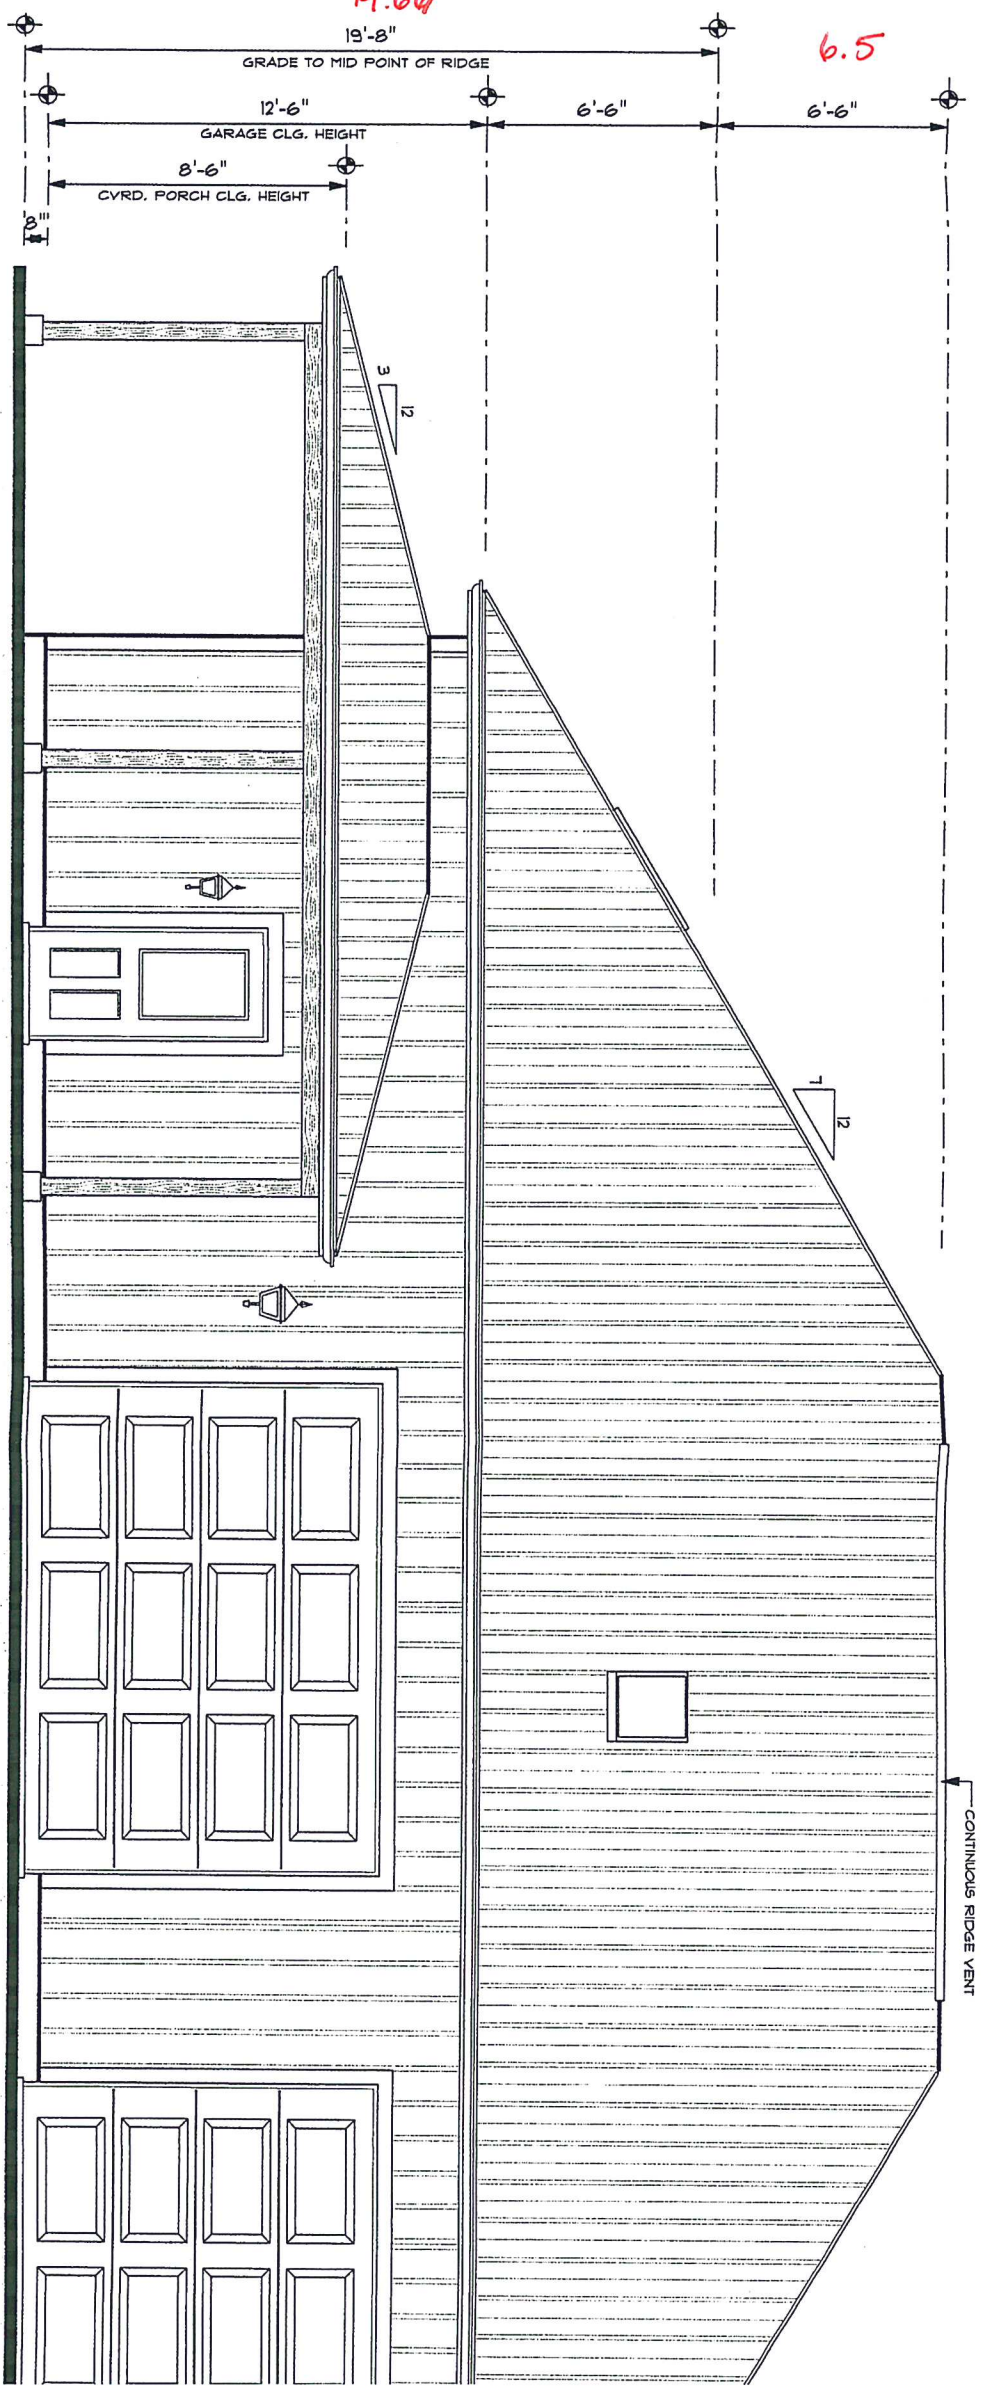 6.5
19'-8"
GRADE TO MID POINT OF RIDGE
12'-6"
GARAGE CLG. HEIGHT
6'-6"
6'-6"
8'-6"
CVRD. PORCH CLG. HEIGHT
8"
3
12
7
12
CONTINUOUS RIDGE VENT